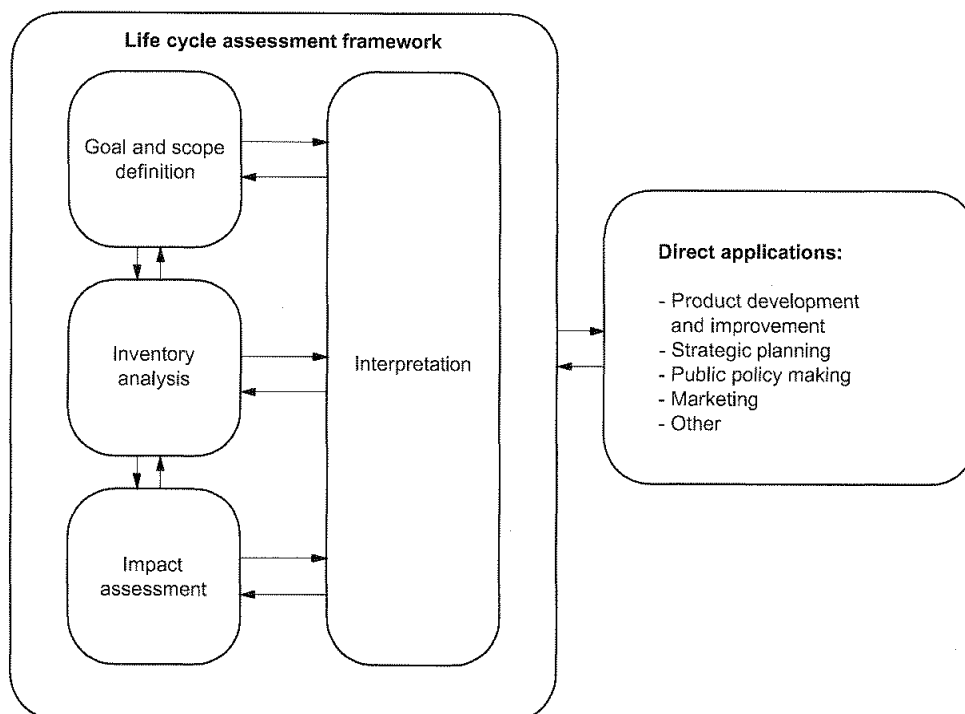 Life cycle assessment framework
Goal and scope
definition
Inventory
analysis
Impact
assessment
Interpretation
Direct applications:
- Product development
and improvement
- Strategic planning
- Public policy making
- Marketing
- Other